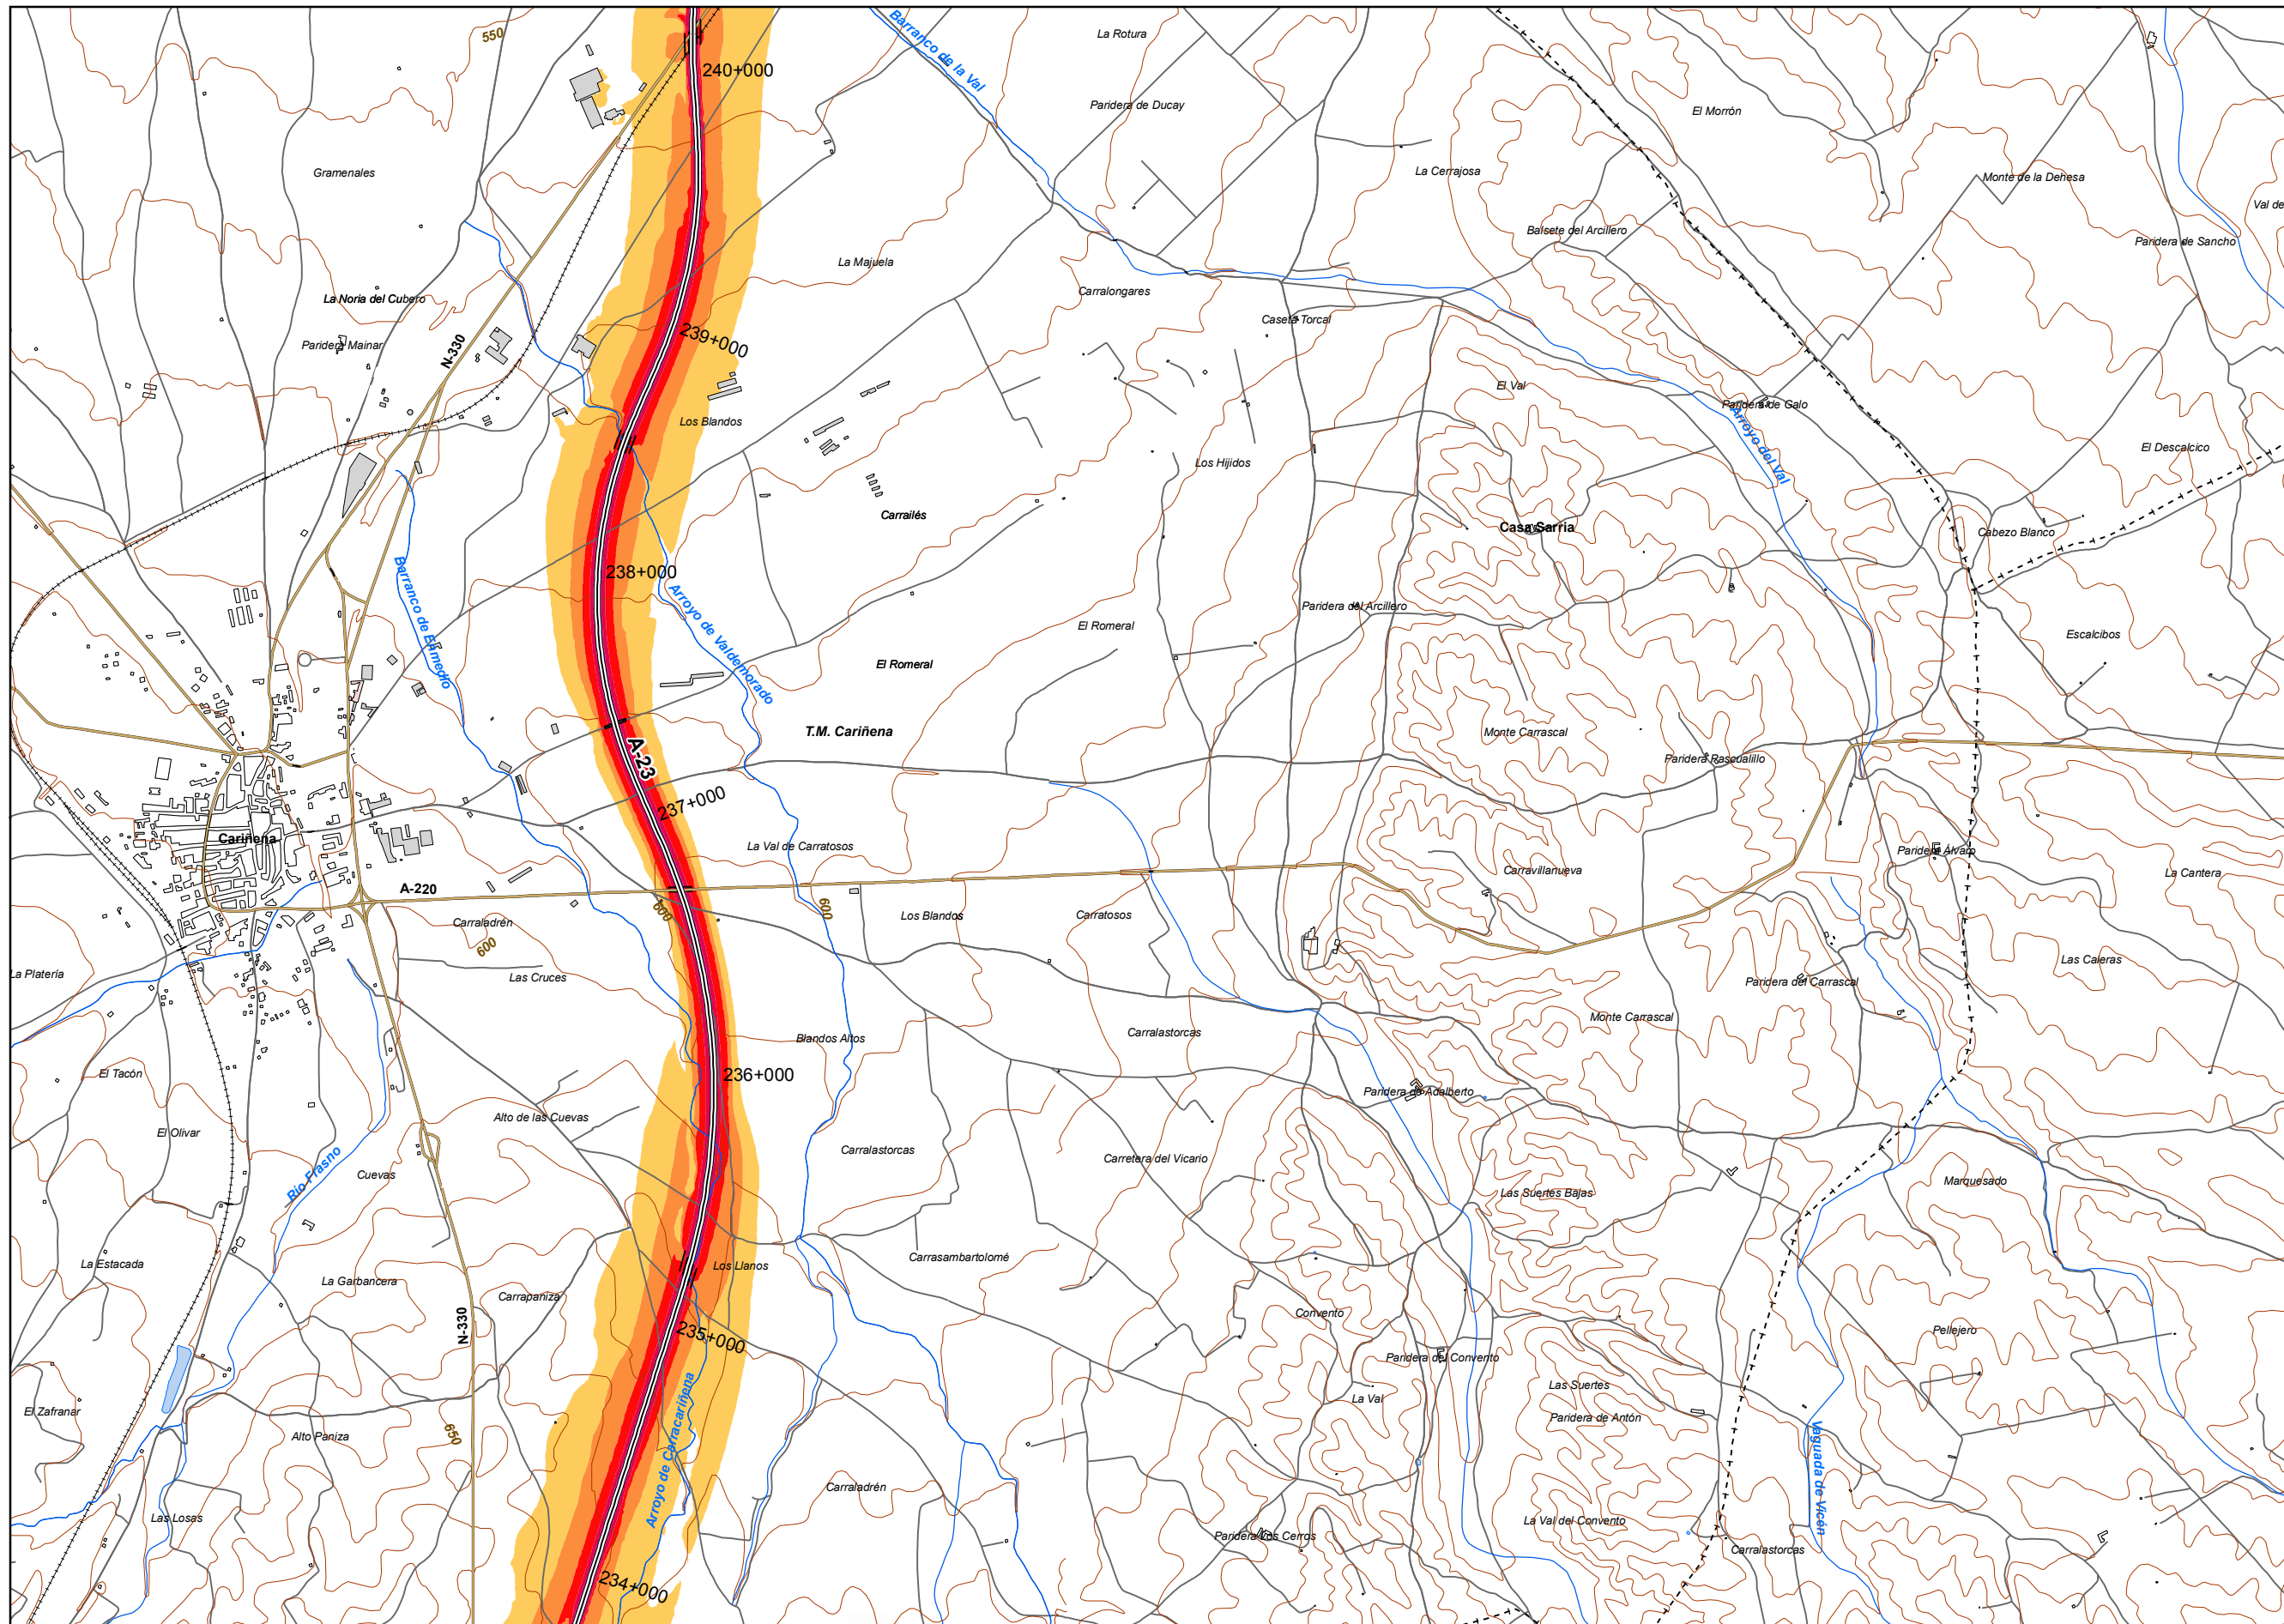 550
Barranco de la Val
La Rotura
240+000
Paridera de Ducay
El Morrón
Gramenales
La Cerrajosa
Monte de la Dehesa
Val de
Balsete del Arcillero
Paridera de Sancho
La Majuela
Carralongares
La Noria del Cubero
Caseta Torcal
Paridera Mainar
N-330
239+000
El Val
Paridera de Galo
Los Blandos
Arroyo del Val
El Descalcico
Los Hijidos
Carrailés
Casa Sarria
Cabezo Blanco
238+000
Barranco de Enmedio
Arroyo de Valdemorado
Paridera del Arcillero
El Romeral
Escalcibos
El Romeral
T.M. Cariñena
Monte Carrascal
A-23
Paridera Pascualillo
237+000
Cariñena
La Val de Carratosos
Paridera Álvaro
Carravillanueva
La Cantera
A-220
600
600
Los Blandos
Carratosos
Carraladrén
600
Las Cruces
La Platería
Las Caleras
Paridera del Carrascal
Monte Carrascal
Blandos Altos
Carralastorcas
El Tacón
236+000
Paridera de Adalberto
Alto de las Cuevas
El Olivar
Carralastorcas
Carretera del Vicario
Río Frasno
Cuevas
Marquesado
Las Suertes Bajas
La Estacada
Los Llanos
Carrasambartolomé
La Garbancera
Carrapaniza
Convento
N-330
235+000
Pellejero
Paridera del Convento
Las Suertes
La Val
El Zafranar
Arroyo de Carracariñena
Paridera de Antón
Alto Paniza
650
Vaguada de Vicén
Carraladrén
Las Losas
La Val del Convento
Paridera Los Cerros
Carralastorcas
234+000